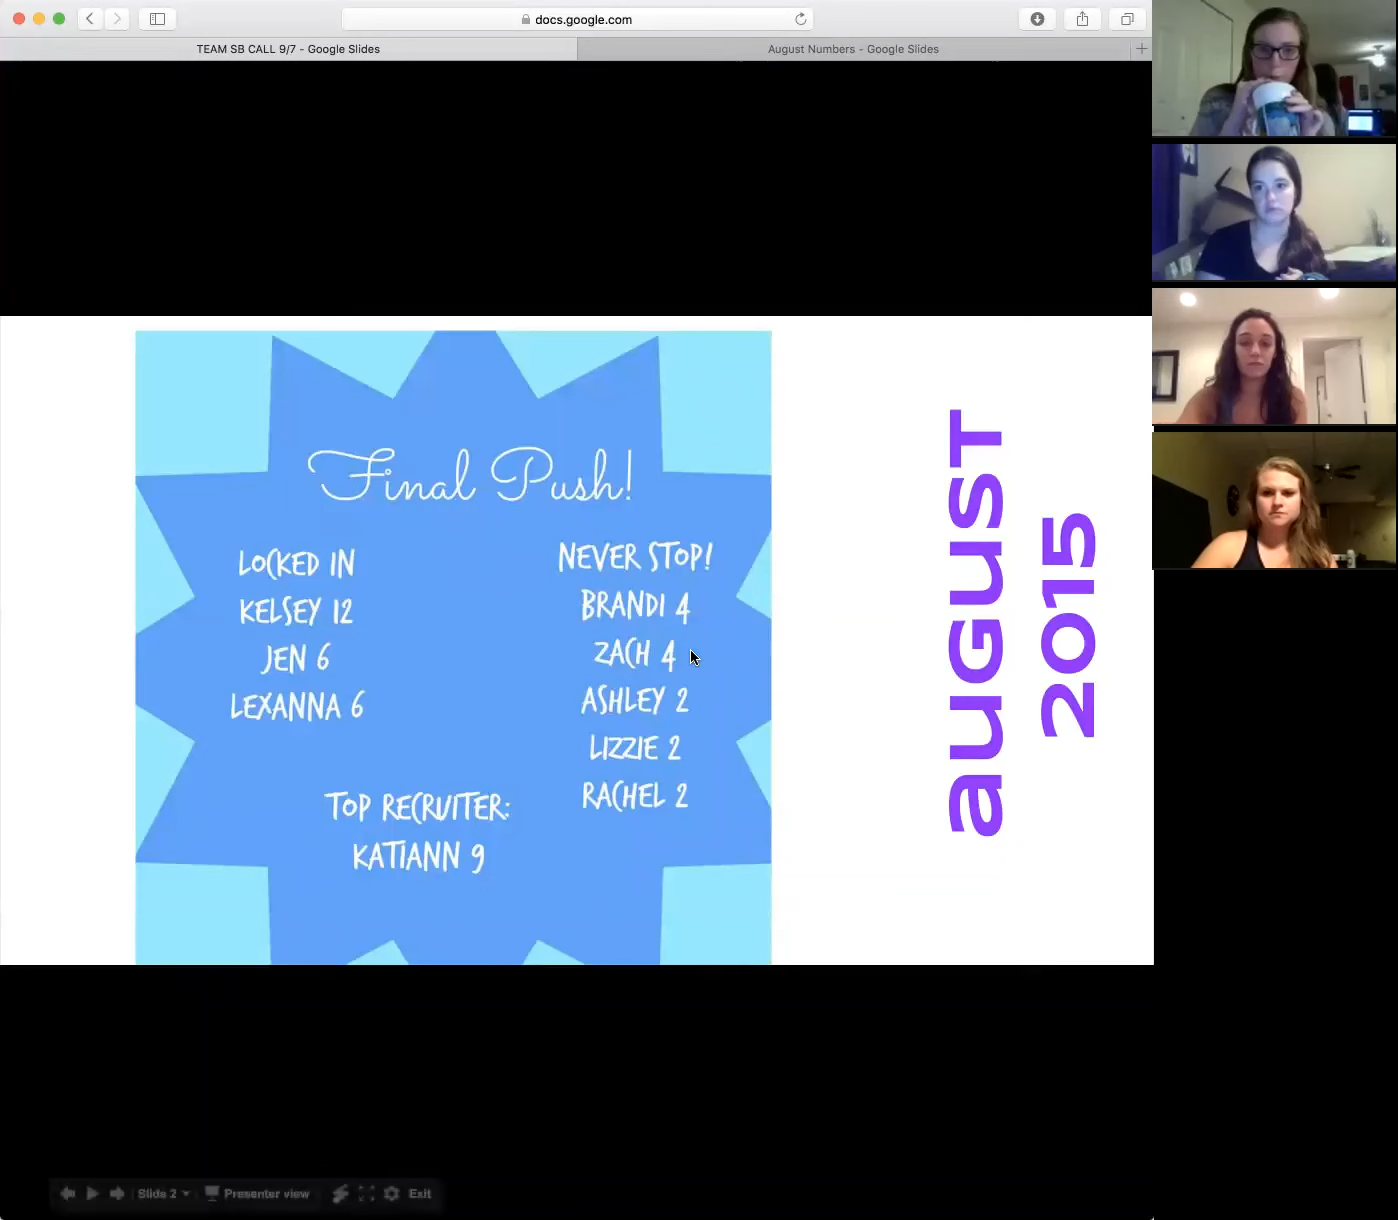 docs.google.com
TEAM SB CALL 9/7 - Google Slides
August Numbers - Google Slides
Final Push!
LOCKED IN
KELSEY 12
JEN 6
LEXANNA 6
NEVER STOP!
BRANDI 4
ZACH 4
ASHLEY 2
LIZZIE 2
RACHEL 2
TOP RECRUITER:
KATIANN 9
AUGUST
2015
Slide 2
Presenter view
Exit